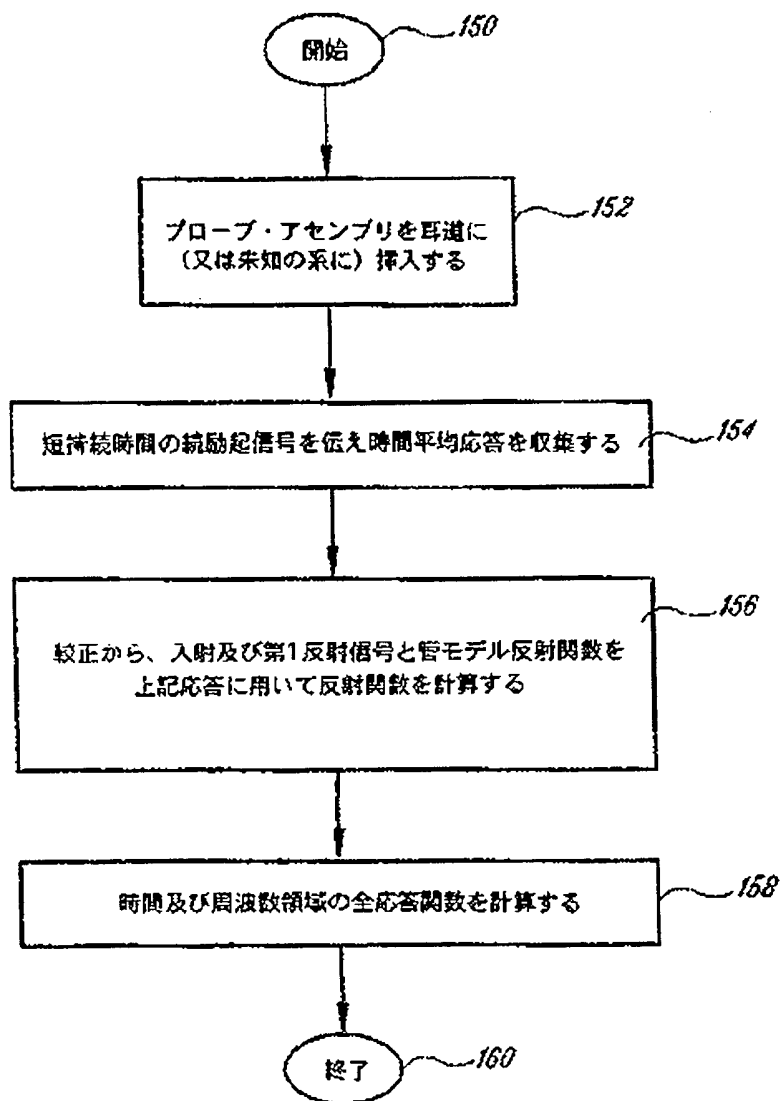 開始
150
プローブ・アセンブリを耳道に
(又は未知の系に)挿入する
152
短持続時間の続励起信号を伝え時間平均応答を収集する
154
較正から、入射及び第1反射信号と管モデル反射関数を
上記応答に用いて反射関数を計算する
156
時間及び周波数領域の全応答関数を計算する
158
終了
160